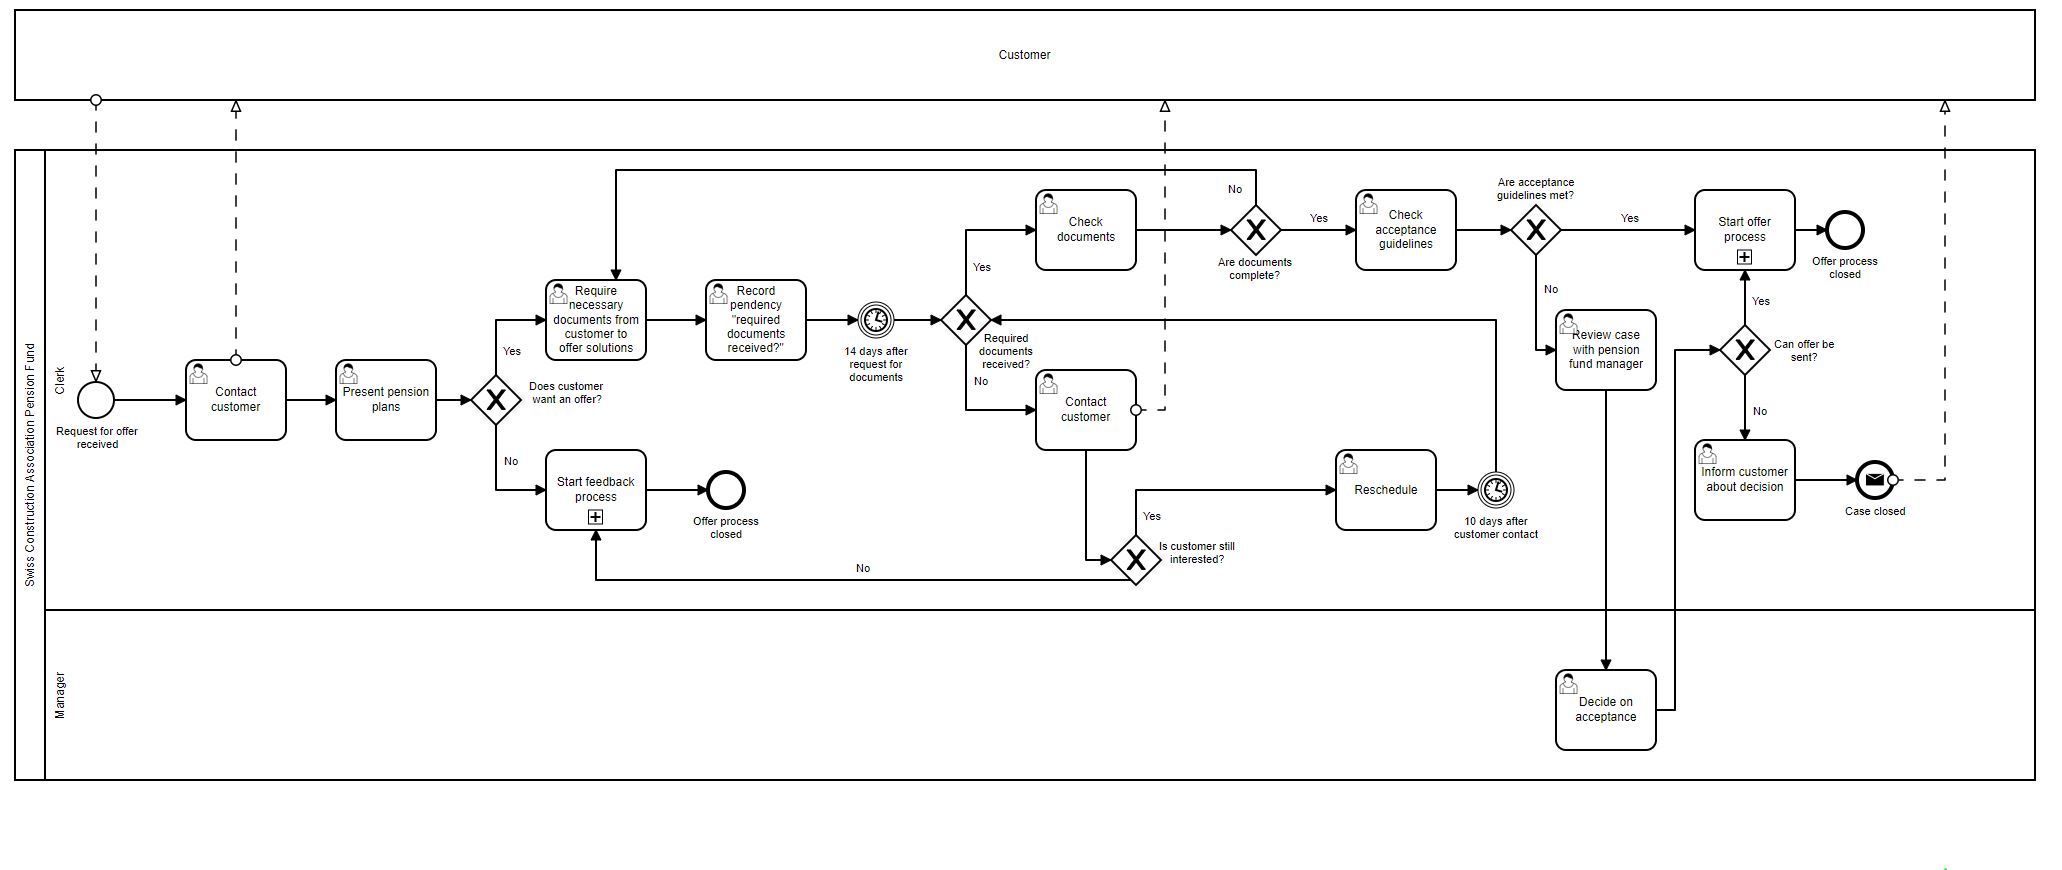 Customer
Swiss Construction Association Pension Fund
Clerk
Manager
Request for offer
received
Contact
customer
Present pension
plans
Does customer
want an offer?
Yes
No
Require
necessary
documents from
customer to
offer solutions
Record
pendency
"required
documents
received?"
14 days after
request for
documents
Start feedback
process
Offer process
closed
Required
documents
received?
Yes
No
Check
documents
Contact
customer
No
Yes
Are documents
complete?
Check
acceptance
guidelines
Is customer still
interested?
Yes
No
Reschedule
10 days after
customer contact
Are acceptance
guidelines met?
Yes
No
Review case
with pension
fund manager
Decide on
acceptance
Start offer
process
Offer process
closed
Yes
Can offer be
sent?
No
Inform customer
about decision
Case closed